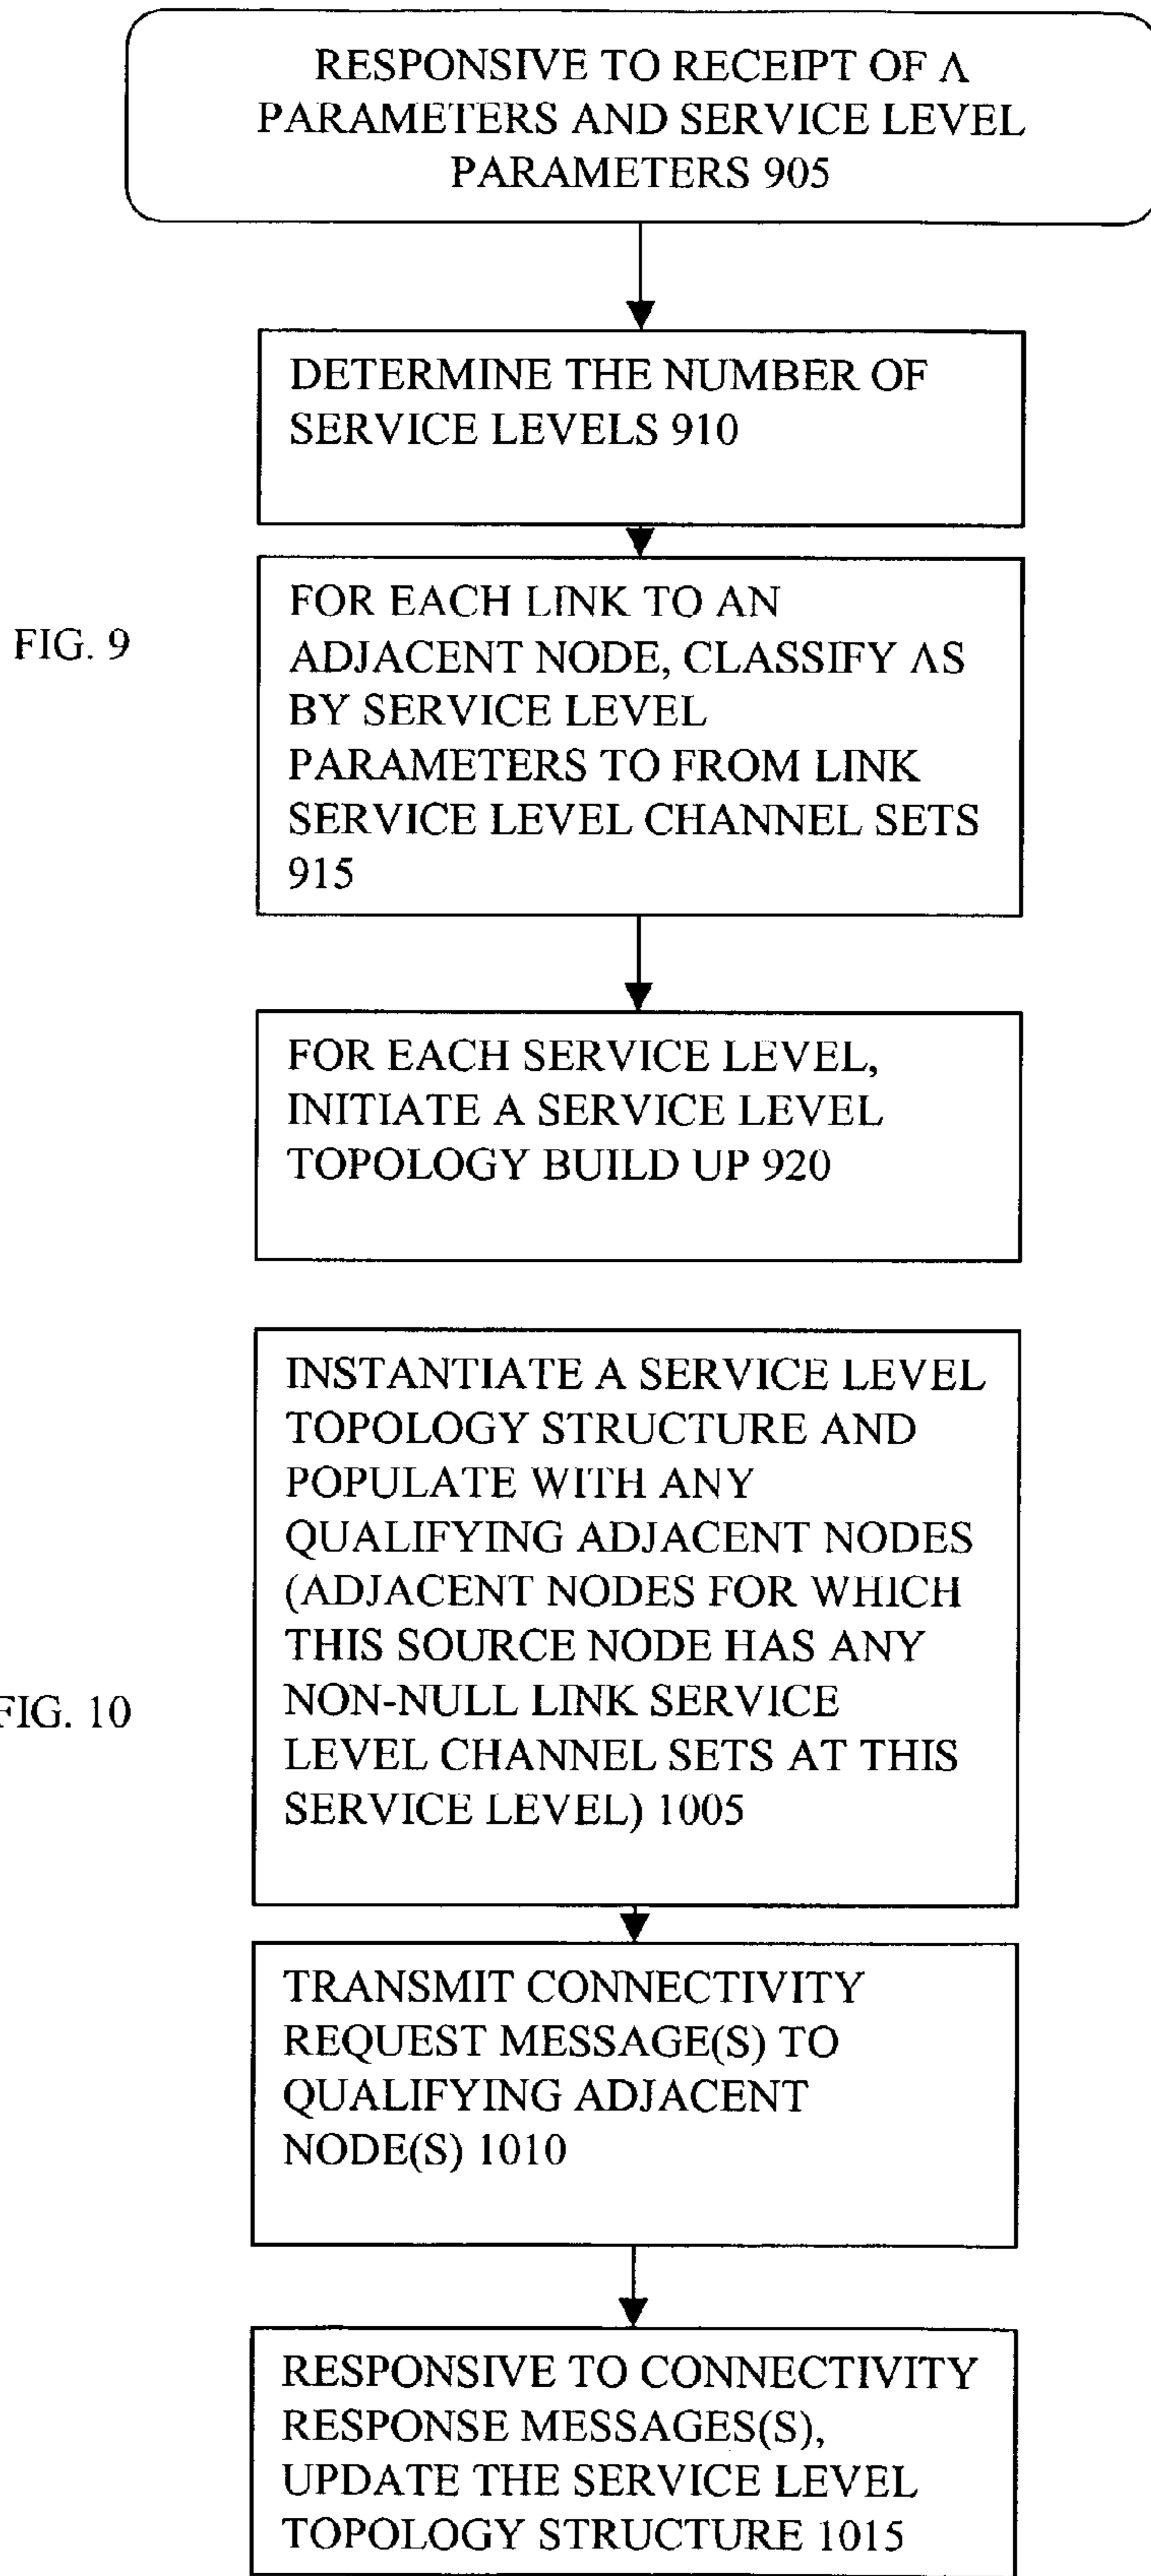 RESPONSIVE TO RECEIPT OF Λ
PARAMETERS AND SERVICE LEVEL
PARAMETERS 905
DETERMINE THE NUMBER OF
SERVICE LEVELS 910
FIG. 9
FOR EACH LINK TO AN
ADJACENT NODE, CLASSIFY ΛS
BY SERVICE LEVEL
PARAMETERS TO FROM LINK
SERVICE LEVEL CHANNEL SETS
915
FOR EACH SERVICE LEVEL,
INITIATE A SERVICE LEVEL
TOPOLOGY BUILD UP 920
INSTANTIATE A SERVICE LEVEL
TOPOLOGY STRUCTURE AND
POPULATE WITH ANY
QUALIFYING ADJACENT NODES
(ADJACENT NODES FOR WHICH
THIS SOURCE NODE HAS ANY
NON-NULL LINK SERVICE
LEVEL CHANNEL SETS AT THIS
SERVICE LEVEL) 1005
FIG. 10
TRANSMIT CONNECTIVITY
REQUEST MESSAGE(S) TO
QUALIFYING ADJACENT
NODE(S) 1010
RESPONSIVE TO CONNECTIVITY
RESPONSE MESSAGES(S),
UPDATE THE SERVICE LEVEL
TOPOLOGY STRUCTURE 1015